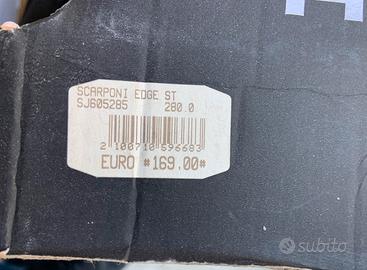 SCARPONI EDGE ST
SJ605285 280.0
2 100710 596683
EURO *169,00*
subito